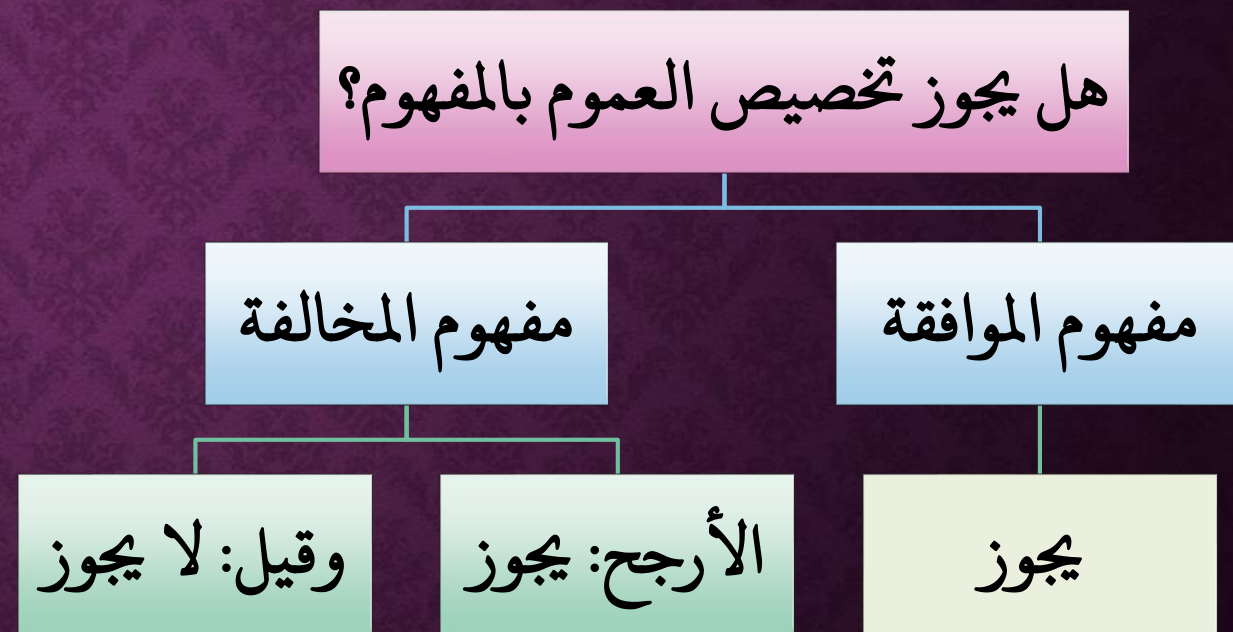 هل يجوز تخصيص العموم بالمفهوم؟
مفهوم الموافقة
مفهوم المخالفة
يجوز
الأرجح: يجوز
وقيل: لا يجوز